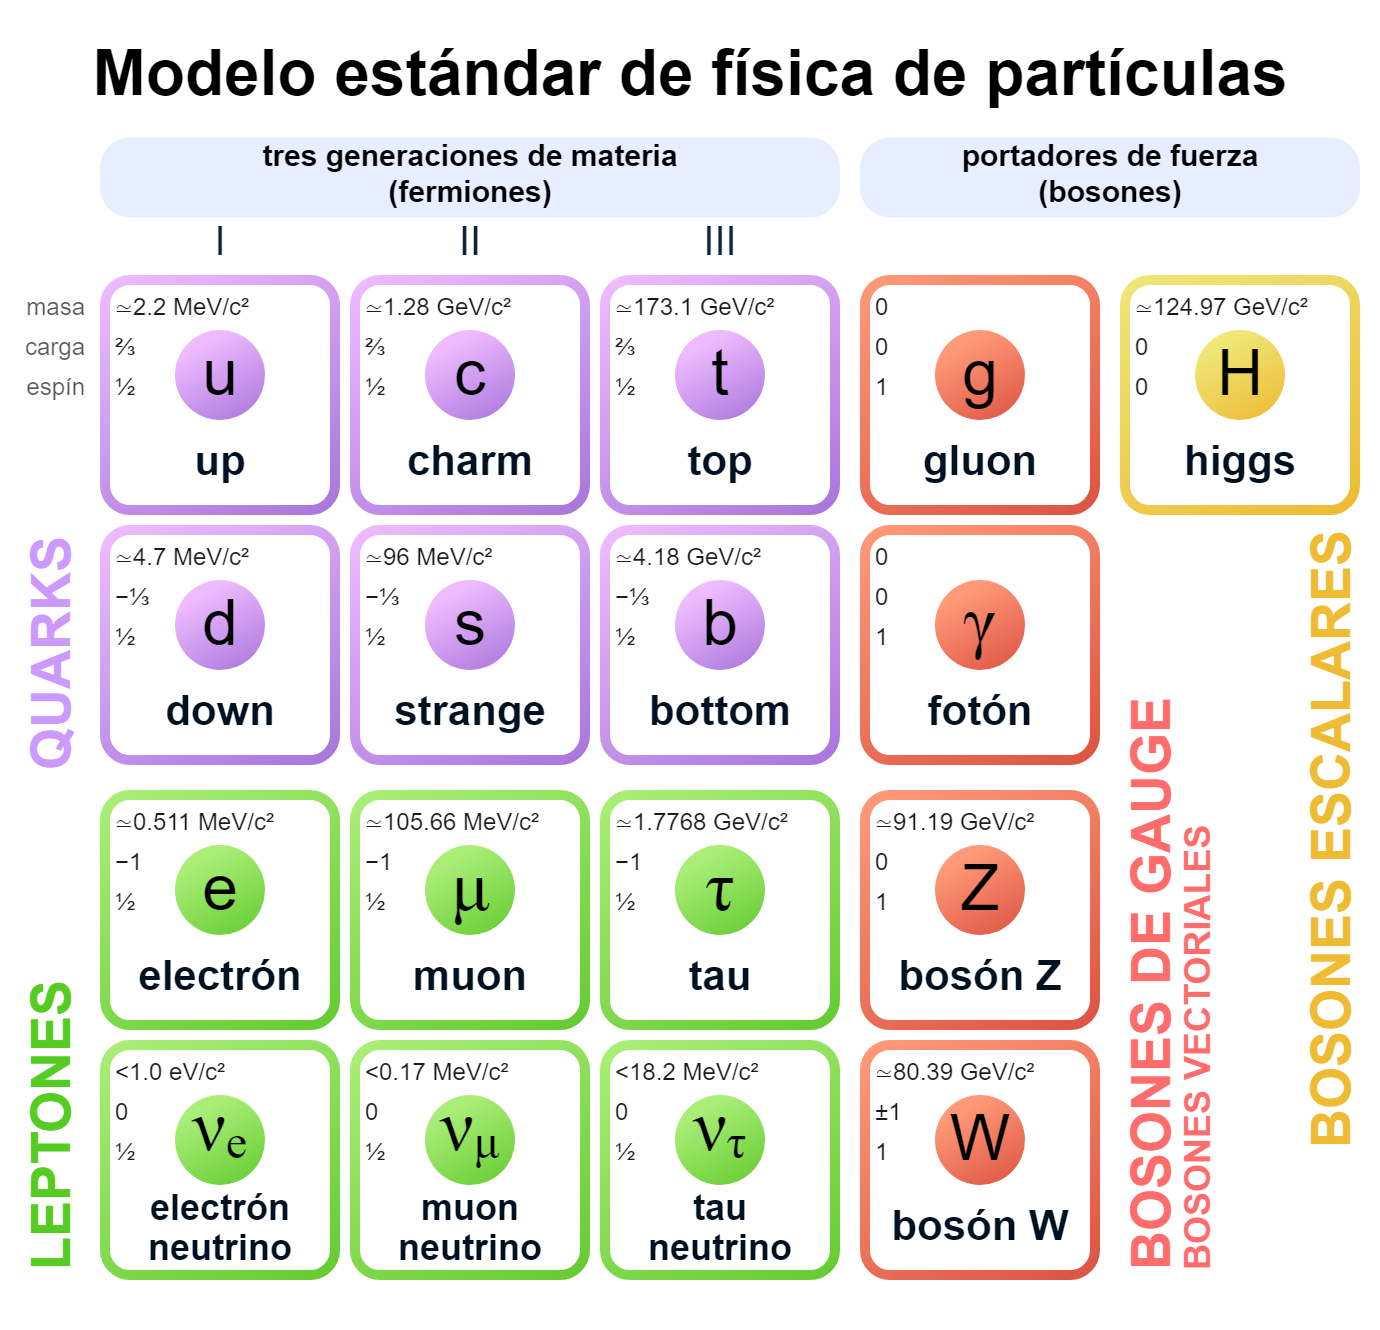 Modelo estándar de física de partículas
tres generaciones de materia
(fermiones)
portadores de fuerza
(bosones)
I
II
III
masa
carga
espín
≃2.2 MeV/c²
⅔
½
u
up
≃1.28 GeV/c²
⅔
½
c
charm
≃173.1 GeV/c²
⅔
½
t
top
0
0
1
g
gluon
≃124.97 GeV/c²
0
0
H
higgs
QUARKS
≃4.7 MeV/c²
−⅓
½
d
down
≃96 MeV/c²
−⅓
½
s
strange
≃4.18 GeV/c²
−⅓
½
b
bottom
0
0
1
γ
fotón
LEPTONES
≃0.511 MeV/c²
−1
½
e
electrón
≃105.66 MeV/c²
−1
½
μ
muon
≃1.7768 GeV/c²
−1
½
τ
tau
≃91.19 GeV/c²
0
1
Z
bosón Z
<1.0 eV/c²
0
½
νe
electrón
neutrino
<0.17 MeV/c²
0
½
νμ
muon
neutrino
<18.2 MeV/c²
0
½
ντ
tau
neutrino
≃80.39 GeV/c²
±1
1
W
bosón W
BOSONES DE GAUGE
BOSONES VECTORIALES
BOSONES ESCALARES